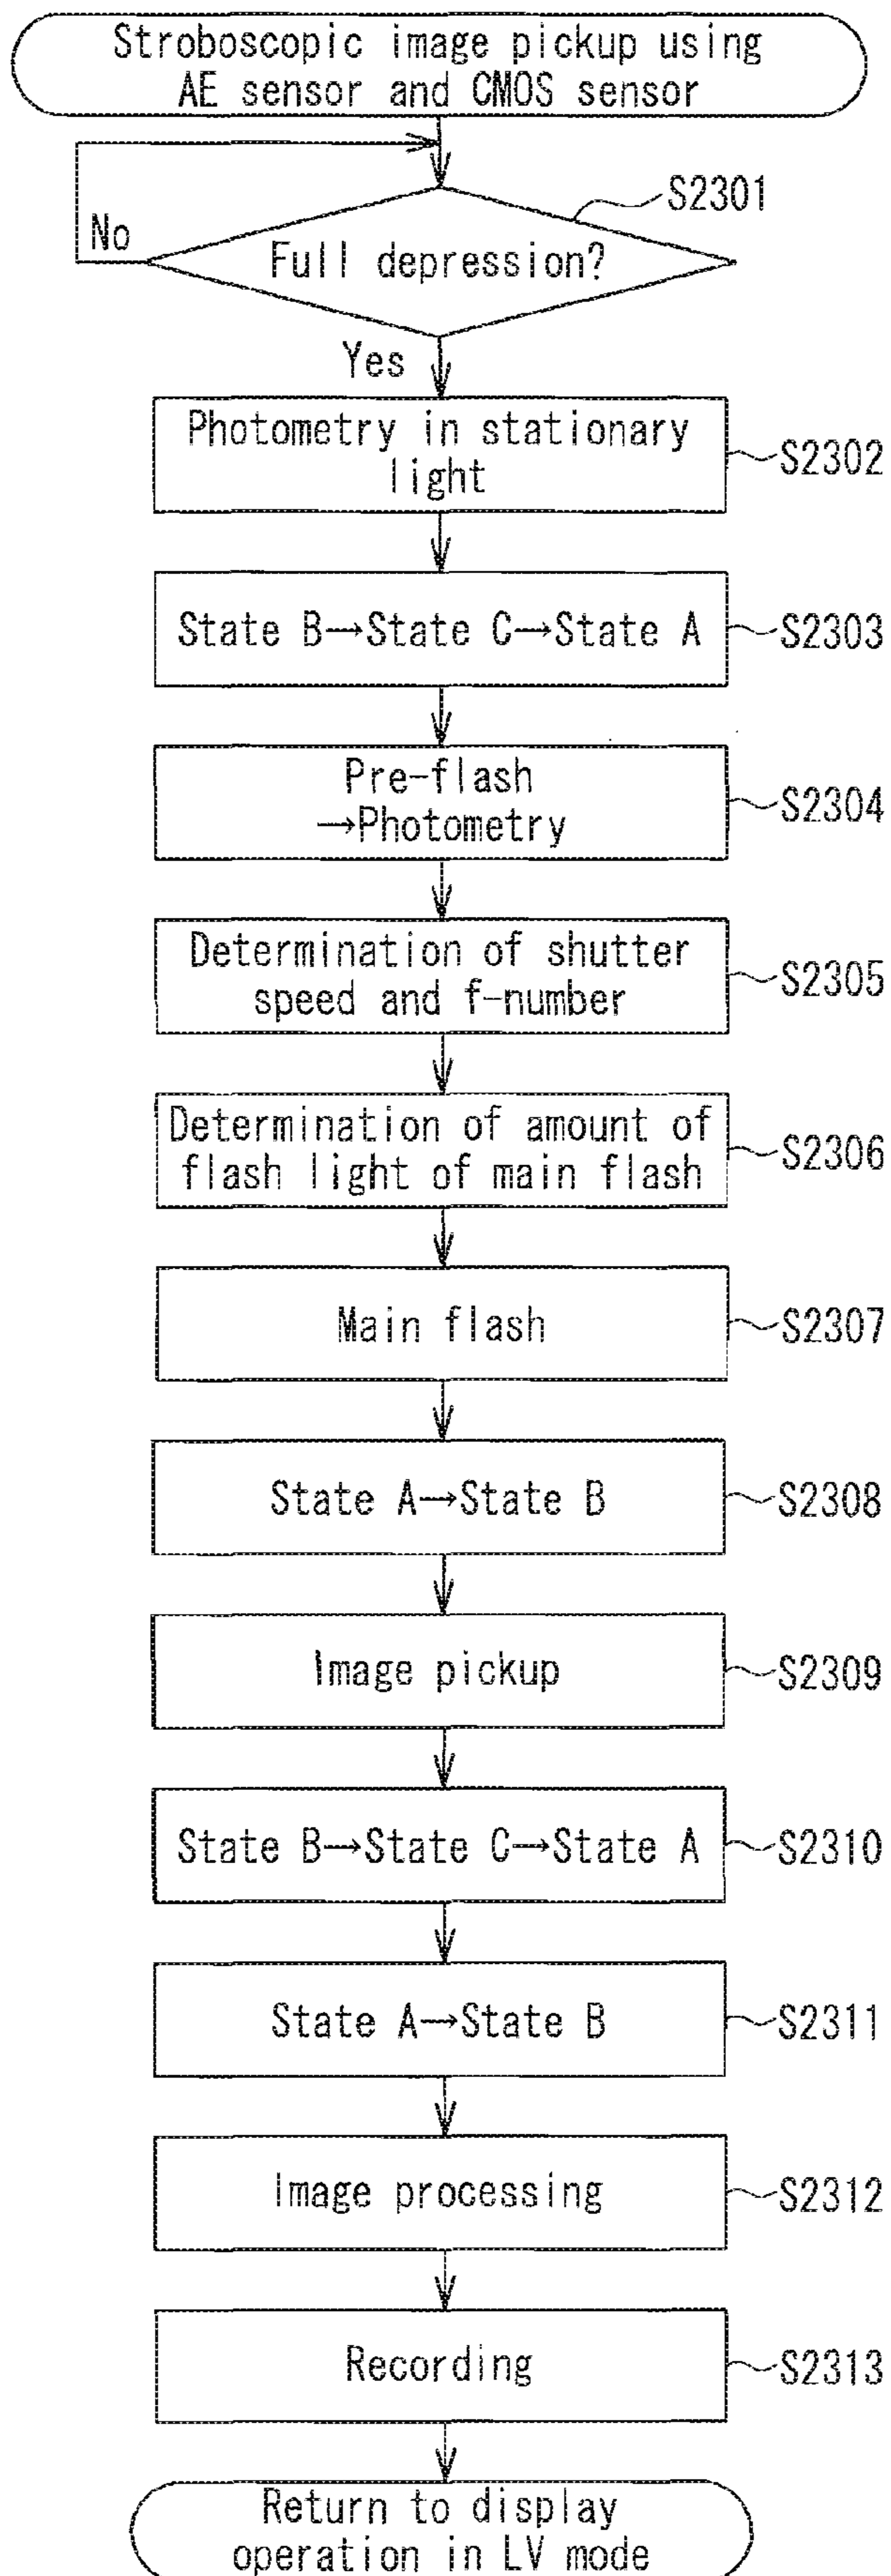 Stroboscopic image pickup using
AE sensor and CMOS sensor
S2301
No
Full depression?
Yes
Photometry in stationary
light
S2302
State B→State C→State A
S2303
Pre-flash
→Photometry
S2304
Determination of shutter
speed and f-number
S2305
Determination of amount of
flash light of main flash
S2306
Main flash
S2307
State A→State B
S2308
Image pickup
S2309
State B→State C→State A
S2310
State A→State B
S2311
Image processing
S2312
Recording
S2313
Return to display
operation in LV mode